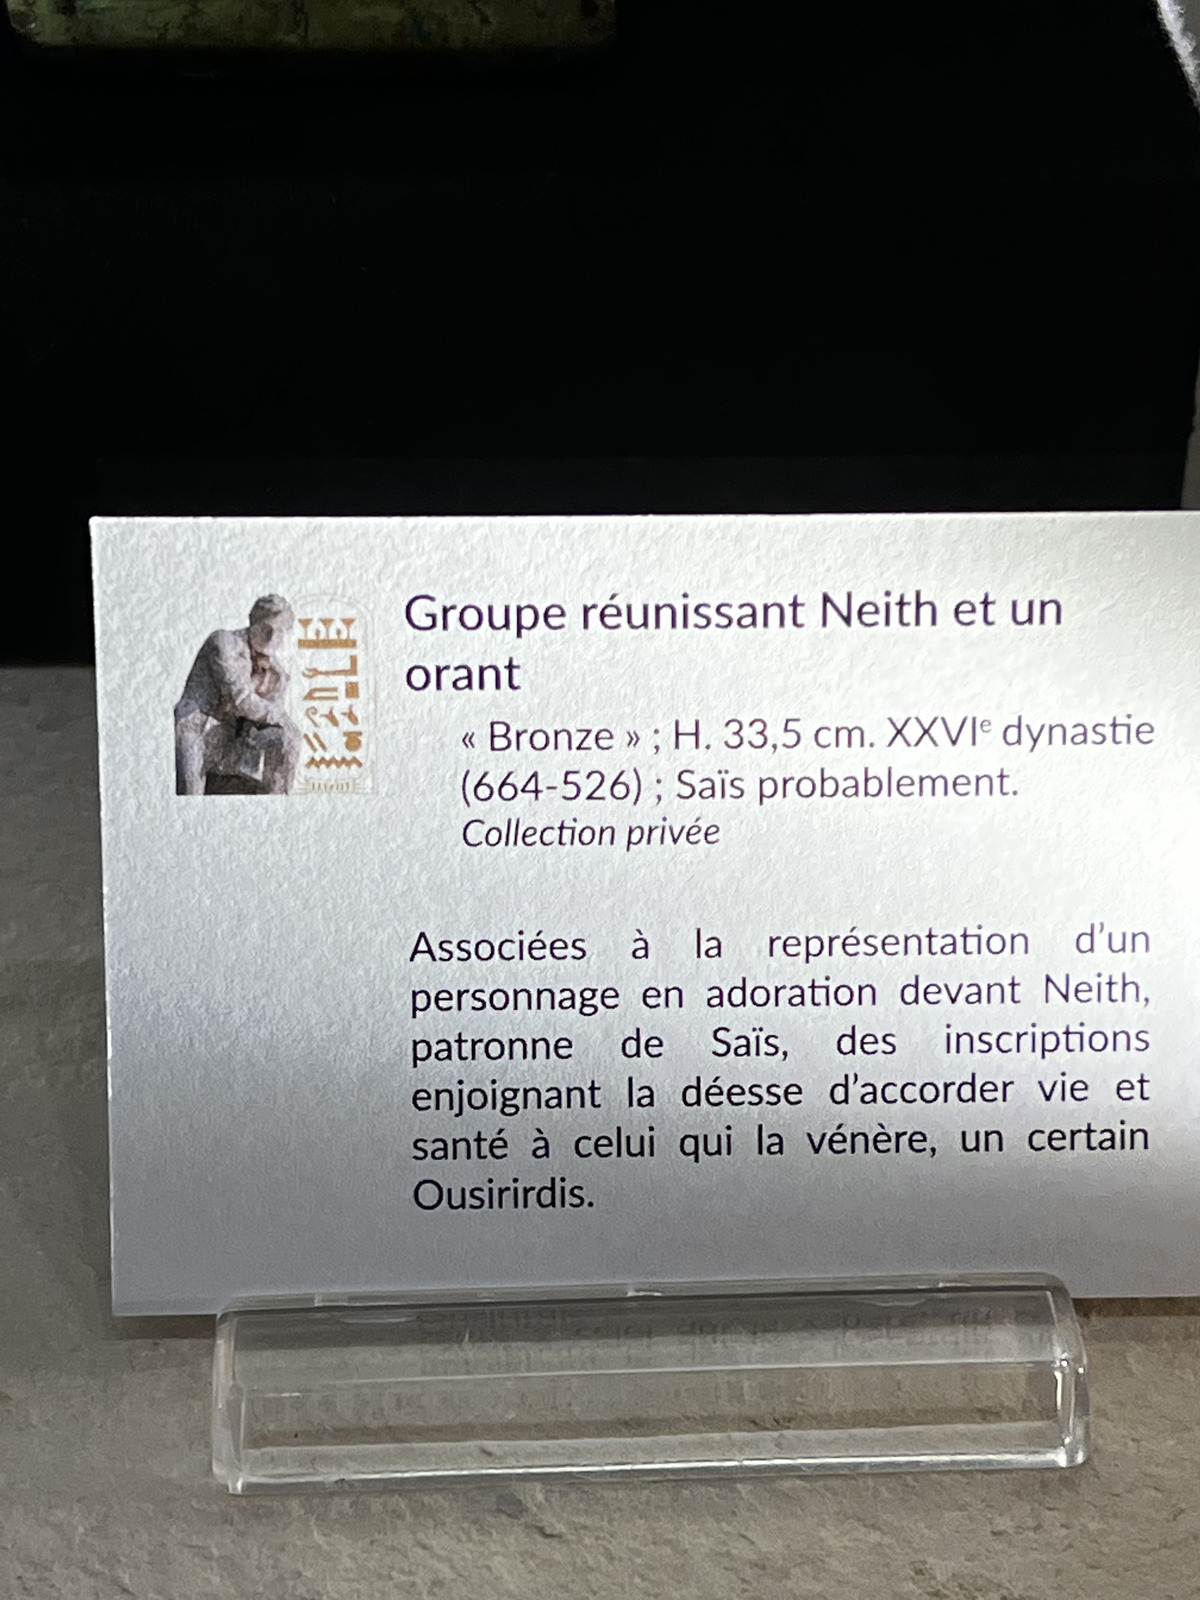 Groupe réunissant Neith et un
orant
« Bronze » ; H. 33,5 cm. XXVIᵉ dynastie
(664-526) ; Saïs probablement.
Collection privée
Associées à la représentation d’un
personnage en adoration devant Neith,
patronne de Saïs, des inscriptions
enjoignant la déesse d’accorder vie et
santé à celui qui la vénère, un certain
Ousirirdis.